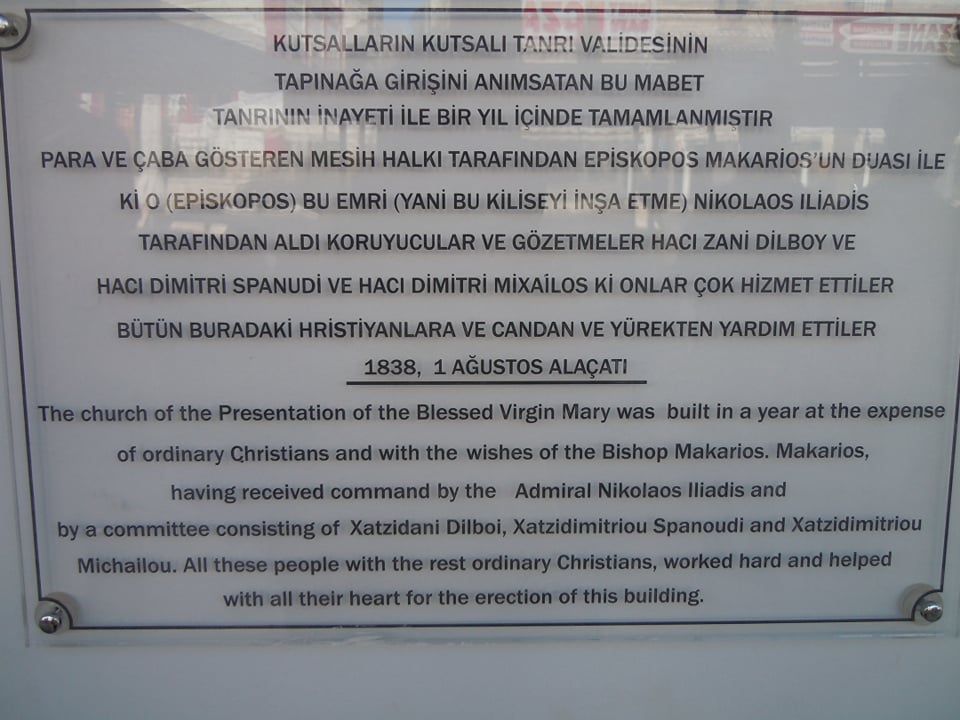 KUTSALLARIN KUTSALI TANRI VALİDESİNİN
TAPINAĞA GİRİŞİNİ ANIMSATAN BU MABET
TANRININ İNAYETİ İLE BİR YIL İÇİNDE TAMAMLANMIŞTIR
PARA VE ÇABA GÖSTEREN MESİH HALKI TARAFINDAN EPİSKOPOS MAKARİOS'UN DUASI İLE
Kİ O (EPİSKOPOS) BU EMRİ (YANİ BU KİLİSEYİ İNŞA ETME) NİKOLAOS ILIADİS
TARAFINDAN ALDI KORUYUCULAR VE GÖZETMELER HACI ZANİ DİLBOY VE
HACI DİMİTRİ SPANUDİ VE HACI DİMİTRİ MİXAİLOS Kİ ONLAR ÇOK HİZMET ETTİLER
BÜTÜN BURADAKİ HRİSTİYANLARA VE CANDAN VE YÜREKTEN YARDIM ETTİLER
1838, 1 AĞUSTOS ALAÇATI
The church of the Presentation of the Blessed Virgin Mary was built in a year at the expense
of ordinary Christians and with the wishes of the Bishop Makarios. Makarios,
having received command by the Admiral Nikolaos Iliadis and
by a committee consisting of Xatzidani Dilboi, Xatzidimitriou Spanoudi and Xatzidimitriou
Michailou. All these people with the rest ordinary Christians, worked hard and helped
with all their heart for the erection of this building.